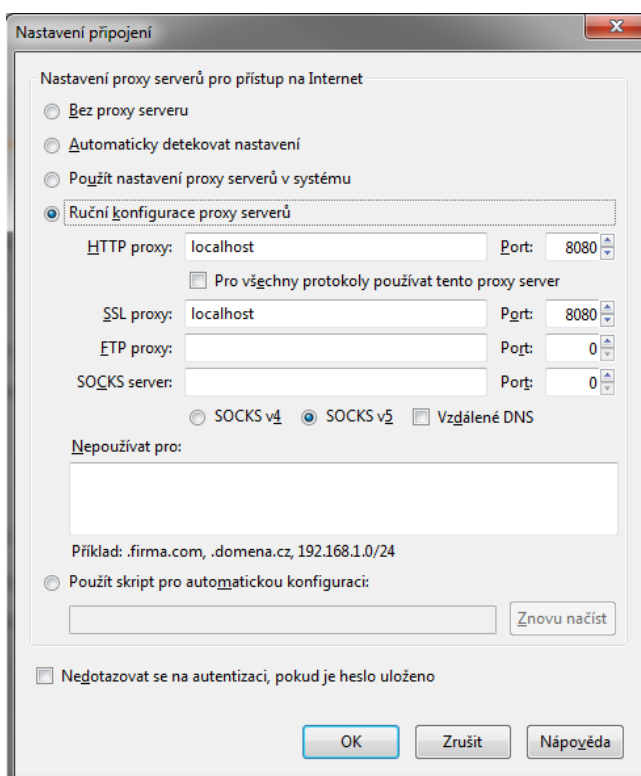 Nastavení připojení
Nastavení proxy serverů pro přístup na Internet
Bez proxy serveru
Automaticky detekovat nastavení
Použít nastavení proxy serverů v systému
Ruční konfigurace proxy serverů
HTTP proxy: localhost Port: 8080
Pro všechny protokoly používat tento proxy server
SSL proxy: localhost Port: 8080
FTP proxy: Port: 0
SOCKS server: Port: 0
SOCKS v4 SOCKS v5 Vzdálené DNS
Nepoužívat pro:
Příklad: .firma.com, .domena.cz, 192.168.1.0/24
Použít skript pro automatickou konfiguraci:
Znovu načíst
Nedotazovat se na autentizaci, pokud je heslo uloženo
OK Zrušit Nápověda